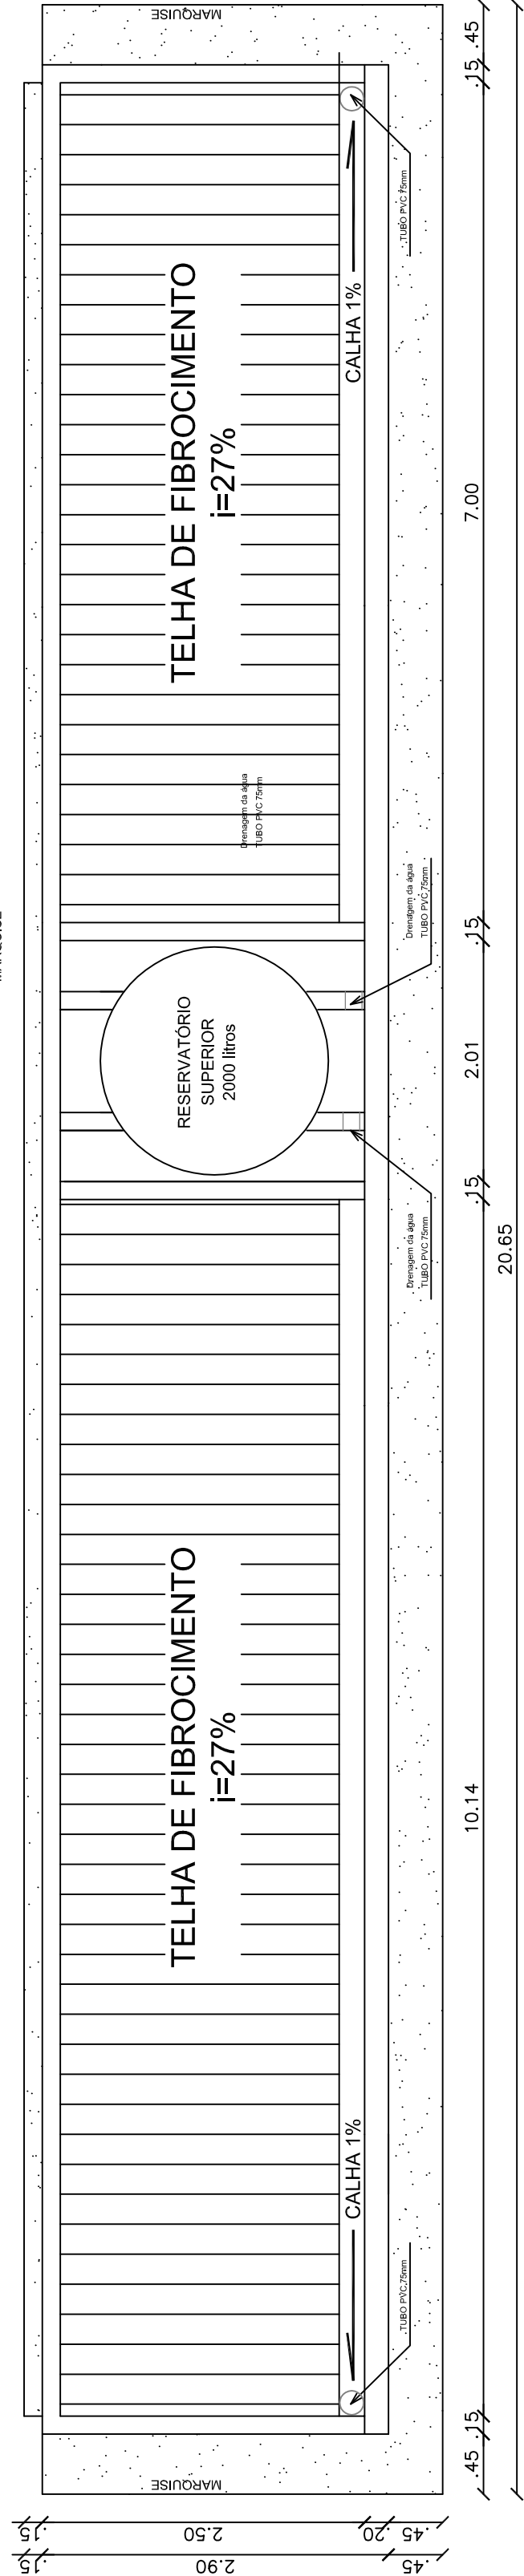 MARQUISE
.45
.15
TUBO PVC 75mm
CALHA 1%
TELHA DE FIBROCIMENTO
i=27%
7.00
Drenagem da água
TUBO PVC 75mm
Drenagem da água
TUBO PVC 75mm
.15
RESERVATÓRIO
SUPERIOR
2000 litros
2.01
.15
Drenagem da água
TUBO PVC 75mm
20.65
TELHA DE FIBROCIMENTO
i=27%
10.14
CALHA 1%
TUBO PVC 75mm
.15
.45
MARQUISE
.15
2.50
.20
.45
.15
2.90
.45